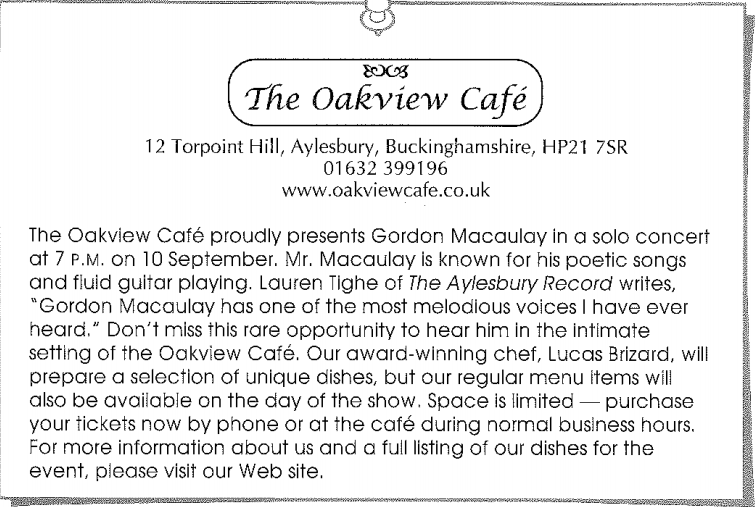 The Oakview Café
12 Torpoint Hill, Aylesbury, Buckinghamshire, HP21 7SR
01632 399196
www.oakviewcafe.co.uk
The Oakview Café proudly presents Gordon Macaulay in a solo concert
at 7 P.M. on 10 September. Mr. Macaulay is known for his poetic songs
and fluid guitar playing. Lauren Tighe of The Aylesbury Record writes,
"Gordon Macaulay has one of the most melodious voices I have ever
heard." Don't miss this rare opportunity to hear him in the intimate
setting of the Oakview Café. Our award-winning chef, Lucas Brizard, will
prepare a selection of unique dishes, but our regular menu items will
also be available on the day of the show. Space is limited — purchase
your tickets now by phone or at the café during normal business hours.
For more information about us and a full listing of our dishes for the
event, please visit our Web site.